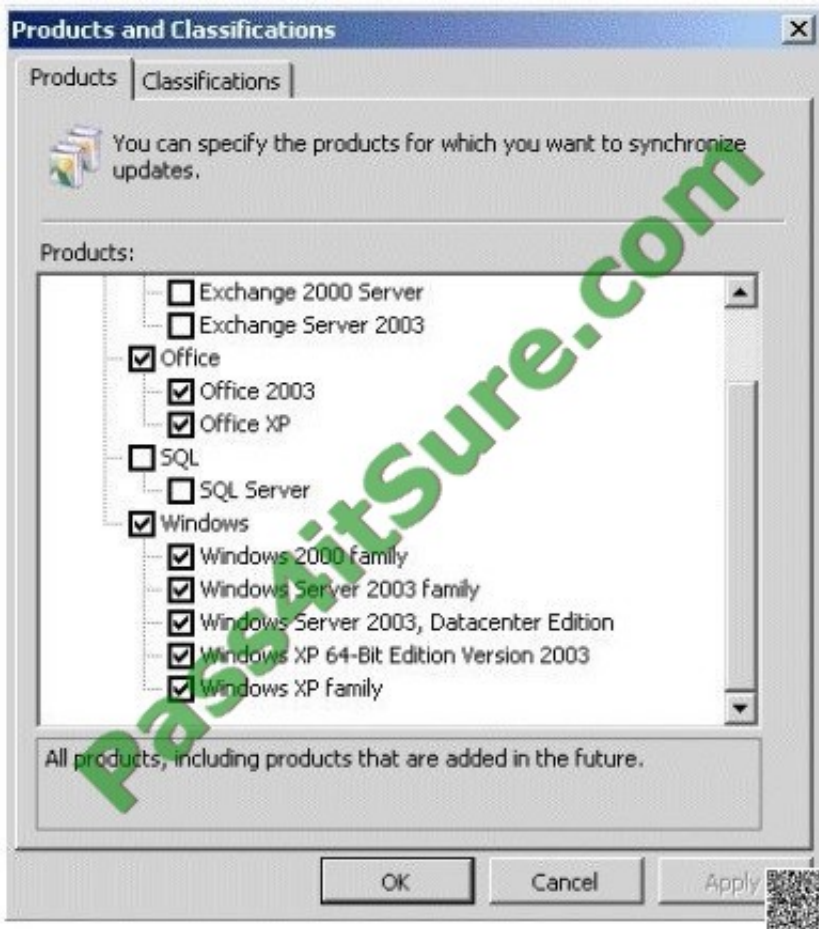 Products and Classifications
Products Classifications
You can specify the products for which you want to synchronize
updates.
Products:
Exchange 2000 Server
Exchange Server 2003
Office
Office 2003
Office XP
SQL
SQL Server
Windows
Windows 2000 family
Windows Server 2003 family
Windows Server 2003, Datacenter Edition
Windows XP 64-Bit Edition Version 2003
Windows XP family
All products, including products that are added in the future.
OK Cancel Apply
Pass4itSure.com